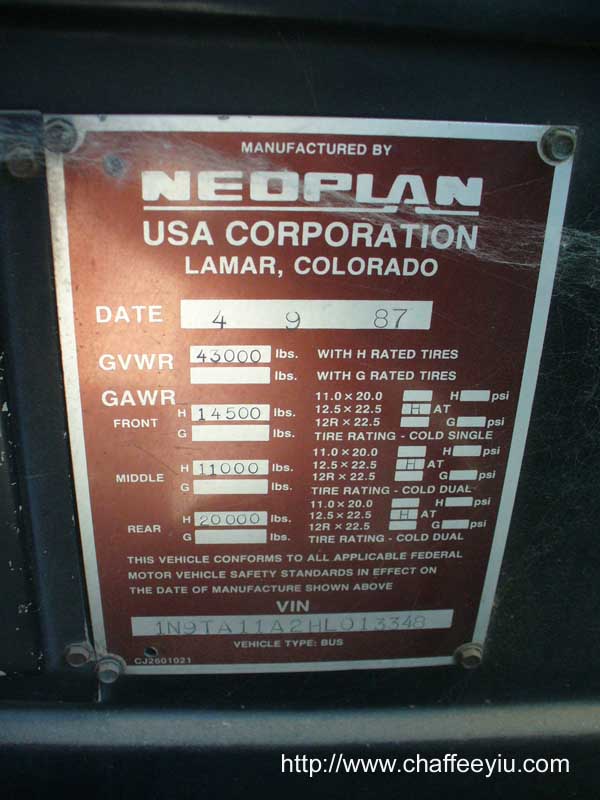 MANUFACTURED BY
NEOPLAN
USA CORPORATION
LAMAR, COLORADO
DATE 4 9 87
GVWR 43000 lbs. WITH H RATED TIRES
lbs. WITH G RATED TIRES
GAWR
FRONT H 14500 lbs. 11.0 × 20.0 H psi
12.5 × 22.5 H AT
G lbs. 12R × 22.5 G psi
TIRE RATING - COLD SINGLE
MIDDLE H 11000 lbs. 11.0 × 20.0 H psi
12.5 × 22.5 H AT
G lbs. 12R × 22.5 G psi
TIRE RATING - COLD DUAL
REAR H 20000 lbs. 11.0 × 20.0 H psi
12.5 × 22.5 H AT
G lbs. 12R × 22.5 G psi
TIRE RATING - COLD DUAL
THIS VEHICLE CONFORMS TO ALL APPLICABLE FEDERAL
MOTOR VEHICLE SAFETY STANDARDS IN EFFECT ON
THE DATE OF MANUFACTURE SHOWN ABOVE
VIN
1N9TA11A2HL013348
VEHICLE TYPE: BUS
CJ2601021
http://www.chaffeeyiu.com